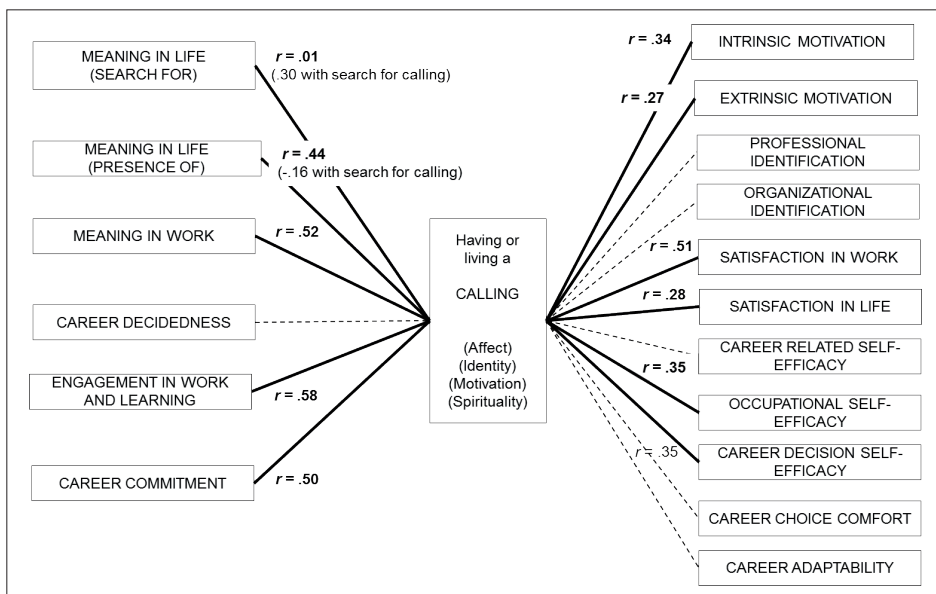 MEANING IN LIFE
(SEARCH FOR)
r = .01
(.30 with search for calling)
MEANING IN LIFE
(PRESENCE OF)
r = .44
(-.16 with search for calling)
MEANING IN WORK
r = .52
CAREER DECIDEDNESS
ENGAGEMENT IN WORK
AND LEARNING
r = .58
CAREER COMMITMENT
r = .50
Having or
living a
CALLING
(Affect)
(Identity)
(Motivation)
(Spirituality)
r = .34
INTRINSIC MOTIVATION
r = .27
EXTRINSIC MOTIVATION
PROFESSIONAL
IDENTIFICATION
ORGANIZATIONAL
IDENTIFICATION
r = .51
SATISFACTION IN WORK
r = .28
SATISFACTION IN LIFE
CAREER RELATED SELF-
EFFICACY
r = .35
OCCUPATIONAL SELF-
EFFICACY
r = .35
CAREER DECISION SELF-
EFFICACY
CAREER CHOICE COMFORT
CAREER ADAPTABILITY